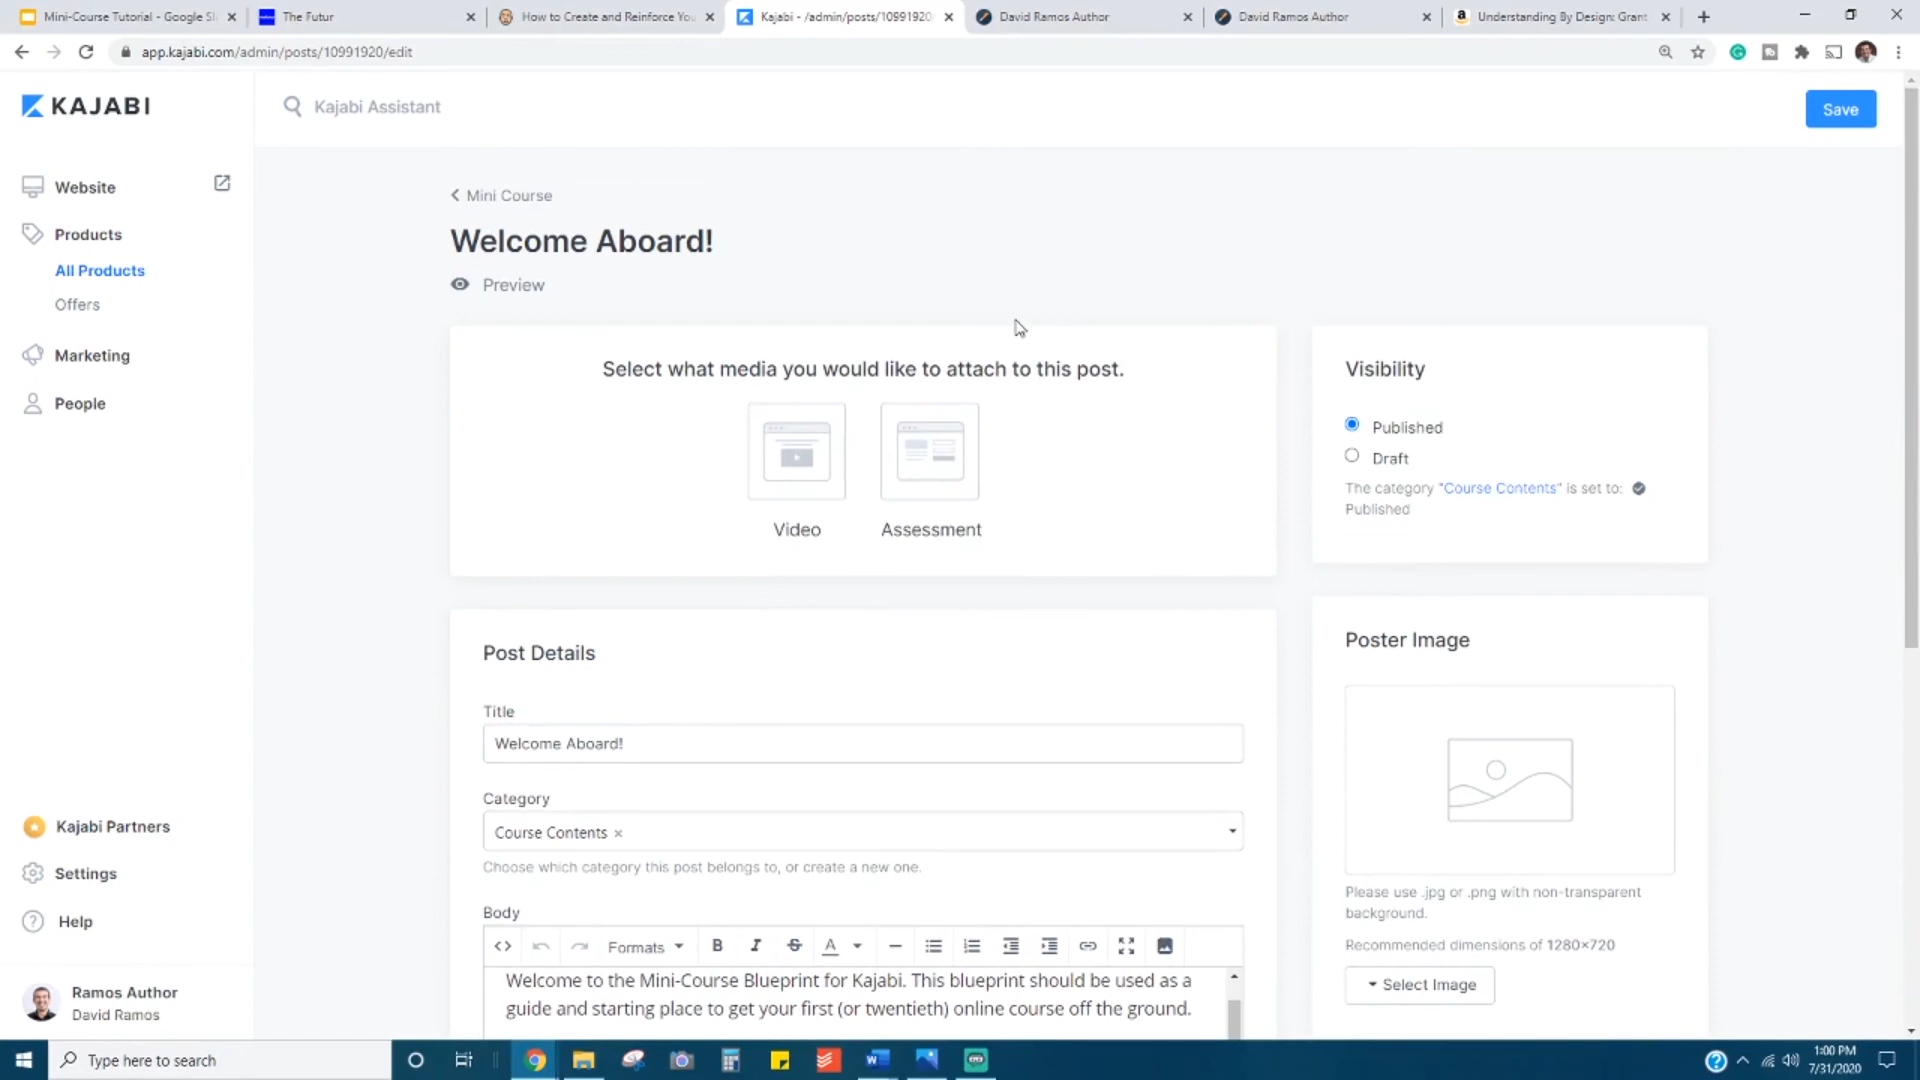 Mini-Course Tutorial - Google Sl
The Futur
How to Create and Reinforce You
Kajabi - /admin/posts/10991920
David Ramos Author
David Ramos Author
Understanding By Design: Grant
app.kajabi.com/admin/posts/10991920/edit
KAJABI
Kajabi Assistant
Save
Website
Products
All Products
Offers
Marketing
People
Kajabi Partners
Settings
Help
Ramos Author
David Ramos
Mini Course
Welcome Aboard!
Preview
Select what media you would like to attach to this post.
Video
Assessment
Post Details
Title
Welcome Aboard!
Category
Course Contents ×
Choose which category this post belongs to, or create a new one.
Body
Formats B I S A
Welcome to the Mini-Course Blueprint for Kajabi. This blueprint should be used as a
guide and starting place to get your first (or twentieth) online course off the ground.
Visibility
Published
Draft
The category "Course Contents" is set to:
Published
Poster Image
Please use .jpg or .png with non-transparent
background.
Recommended dimensions of 1280×720
Select Image
Type here to search
1:00 PM
7/31/2020